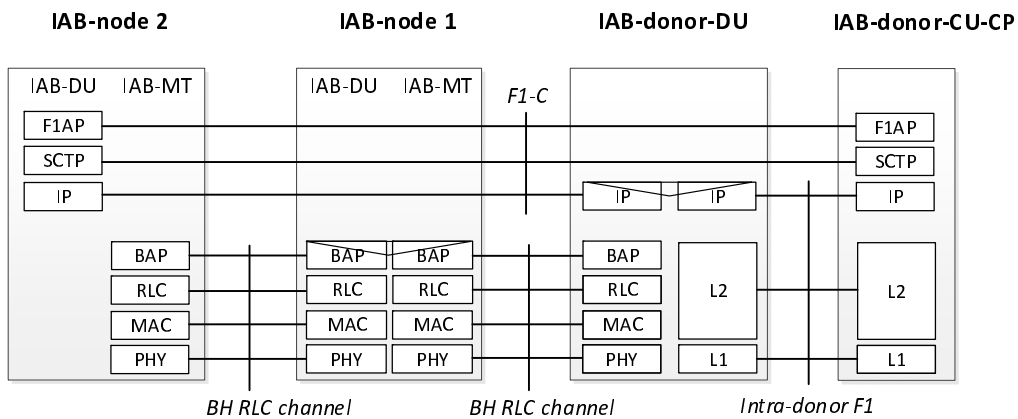 IAB-node 2 IAB-node 1 IAB-donor-DU IAB-donor-CU-CP
IAB-DU IAB-MT IAB-DU IAB-MT
F1-C
F1AP F1AP
SCTP SCTP
IP IP IP IP
BAP BAP BAP BAP
RLC RLC RLC RLC L2 L2
MAC MAC MAC MAC
PHY PHY PHY PHY L1 L1
BH RLC channel BH RLC channel Intra-donor F1